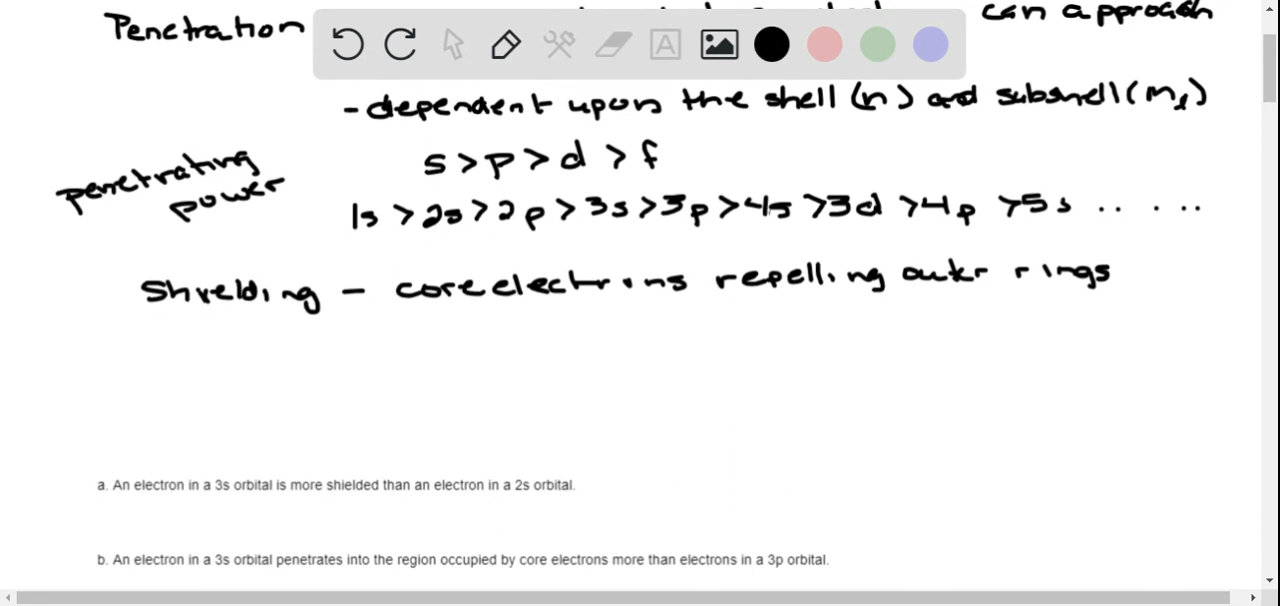 Penetration can approach
- dependent upon the shell (n) and subshell (ml)
penetrating power
s > p > d > f
1s > 2s > 2p > 3s > 3p > 4s > 3d > 4p > 5s .. . ..
Shielding - core electrons repelling outer rings
a. An electron in a 3s orbital is more shielded than an electron in a 2s orbital.
b. An electron in a 3s orbital penetrates into the region occupied by core electrons more than electrons in a 3p orbital.